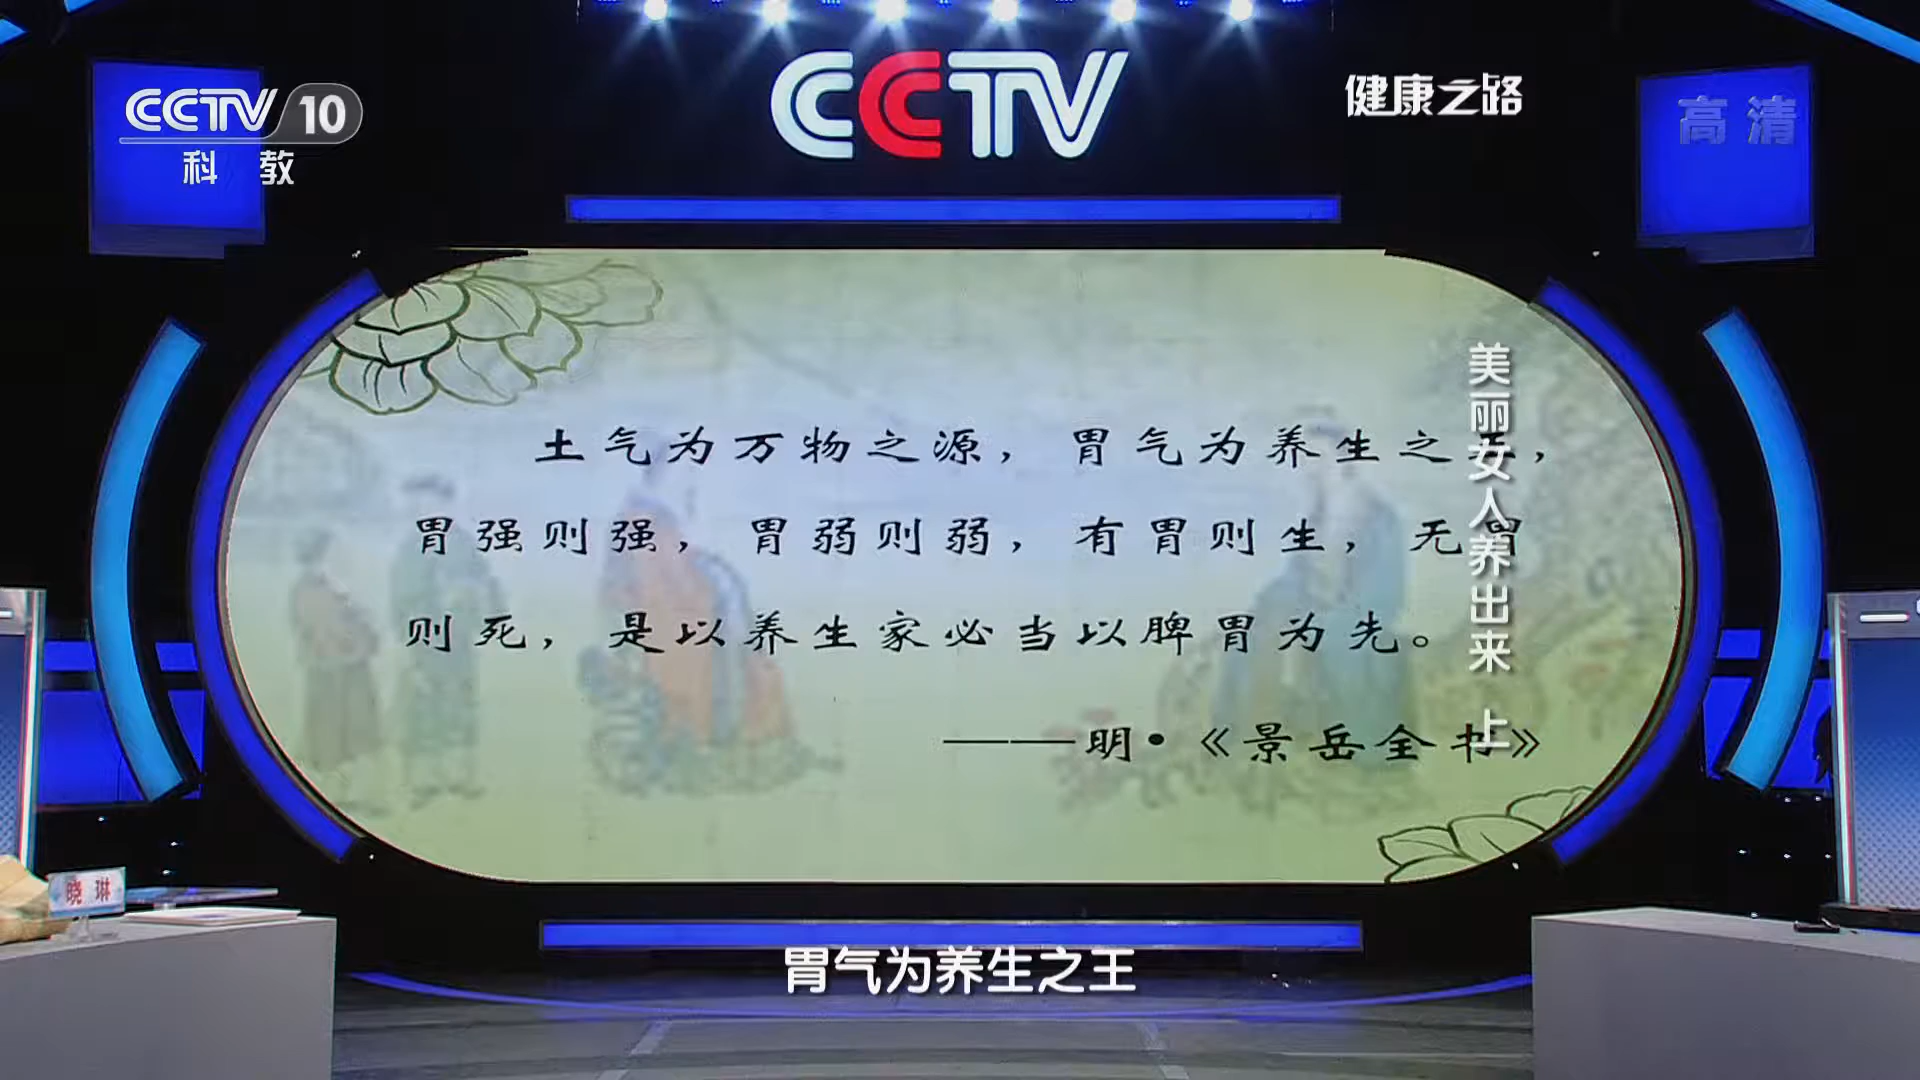 CCTV
CCTV 10
科 教
健康之路
高 清
土气为万物之源，胃气为养生之，
胃强则强，胃弱则弱，有胃则生，无胃
则死，是以养生家必当以脾胃为先。
——明·《景岳全书》
美丽女人养出来 上
晓琳
胃气为养生之王